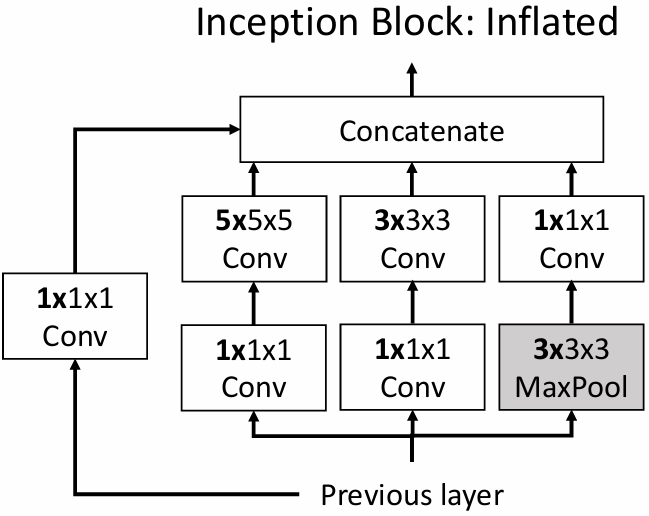 Inception Block: Inflated
Concatenate
5x5x5
Conv
3x3x3
Conv
1x1x1
Conv
1x1x1
Conv
1x1x1
Conv
1x1x1
Conv
3x3x3
MaxPool
Previous layer